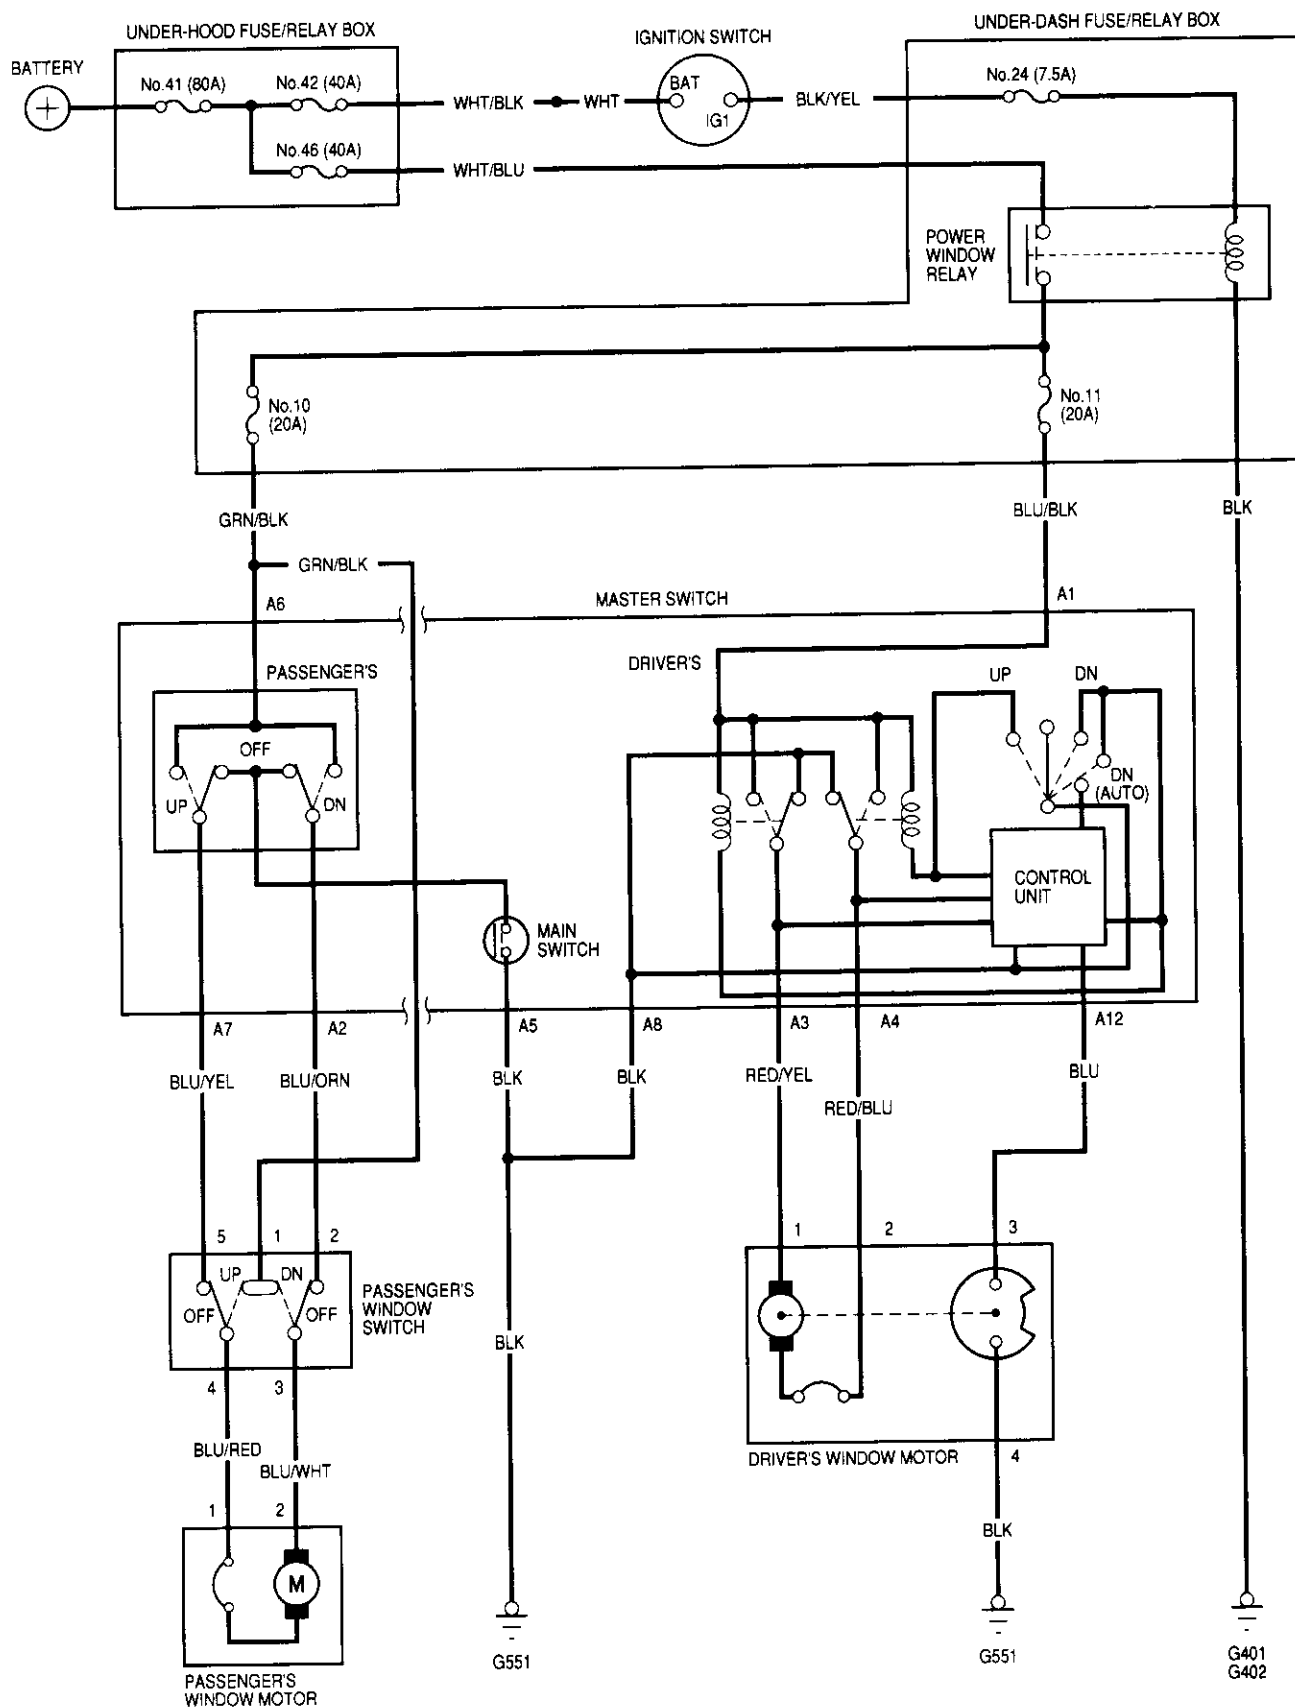 UNDER-HOOD FUSE/RELAY BOX
UNDER-DASH FUSE/RELAY BOX
IGNITION SWITCH
BATTERY
+
No.41 (80A)
No.42 (40A)
WHT/BLK
WHT
BAT
IG1
BLK/YEL
No.24 (7.5A)
No.46 (40A)
WHT/BLU
POWER
WINDOW
RELAY
No.10
(20A)
No.11
(20A)
GRN/BLK
BLU/BLK
BLK
GRN/BLK
A6
MASTER SWITCH
A1
PASSENGER'S
DRIVER'S
UP
DN
OFF
UP
DN
DN
(AUTO)
CONTROL
UNIT
MAIN
SWITCH
A7
A2
A5
A8
A3
A4
A12
BLU/YEL
BLU/ORN
BLK
BLK
RED/YEL
RED/BLU
BLU
5
1
2
1
2
3
UP
DN
OFF
OFF
PASSENGER'S
WINDOW
SWITCH
4
3
BLK
BLU/RED
BLU/WHT
DRIVER'S WINDOW MOTOR
4
1
2
BLK
M
G551
G551
G401
G402
PASSENGER'S
WINDOW MOTOR